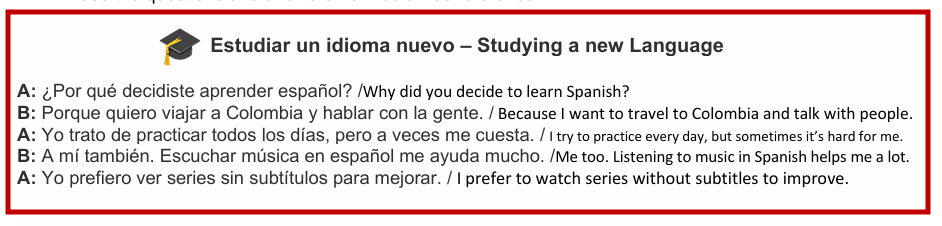 Estudiar un idioma nuevo – Studying a new Language
A: ¿Por qué decidiste aprender español? /Why did you decide to learn Spanish?
B: Porque quiero viajar a Colombia y hablar con la gente. / Because I want to travel to Colombia and talk with people.
A: Yo trato de practicar todos los días, pero a veces me cuesta. / I try to practice every day, but sometimes it's hard for me.
B: A mí también. Escuchar música en español me ayuda mucho. /Me too. Listening to music in Spanish helps me a lot.
A: Yo prefiero ver series sin subtítulos para mejorar. / I prefer to watch series without subtitles to improve.